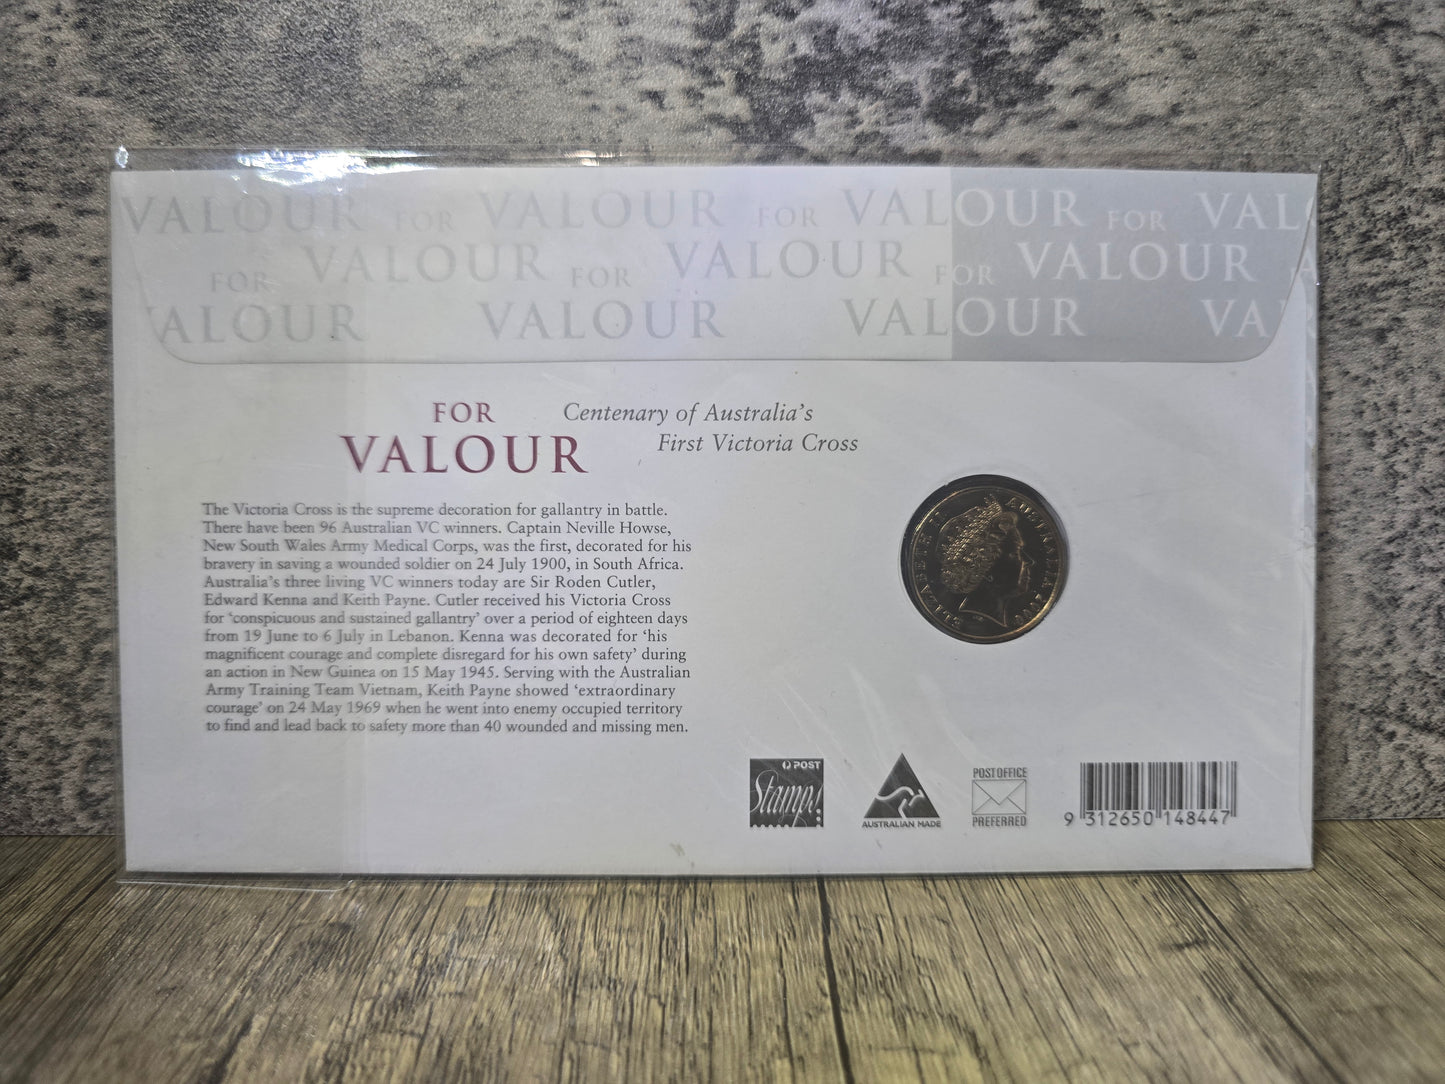 VALOUR FOR VALOUR FOR VALOUR FOR VAL
FOR VALOUR FOR VALOUR FOR VALOUR
ALOUR VALOUR VALOUR VA
FOR
VALOUR
Centenary of Australia's
First Victoria Cross
The Victoria Cross is the supreme decoration for gallantry in battle.
There have been 96 Australian VC winners. Captain Neville Howse,
New South Wales Army Medical Corps, was the first, decorated for his
bravery in saving a wounded soldier on 24 July 1900, in South Africa.
Australia's three living VC winners today are Sir Roden Cutler,
Edward Kenna and Keith Payne. Cutler received his Victoria Cross
for 'conspicuous and sustained gallantry' over a period of eighteen days
from 19 June to 6 July in Lebanon. Kenna was decorated for 'his
magnificent courage and complete disregard for his own safety' during
an action in New Guinea on 15 May 1945. Serving with the Australian
Army Training Team Vietnam, Keith Payne showed 'extraordinary
courage' on 24 May 1969 when he went into enemy occupied territory
to find and lead back to safety more than 40 wounded and missing men.
ELIZABETH II AUSTRALIA 2000
POST
Stamps
AUSTRALIAN MADE
POST OFFICE
PREFERRED
9 312650 148447